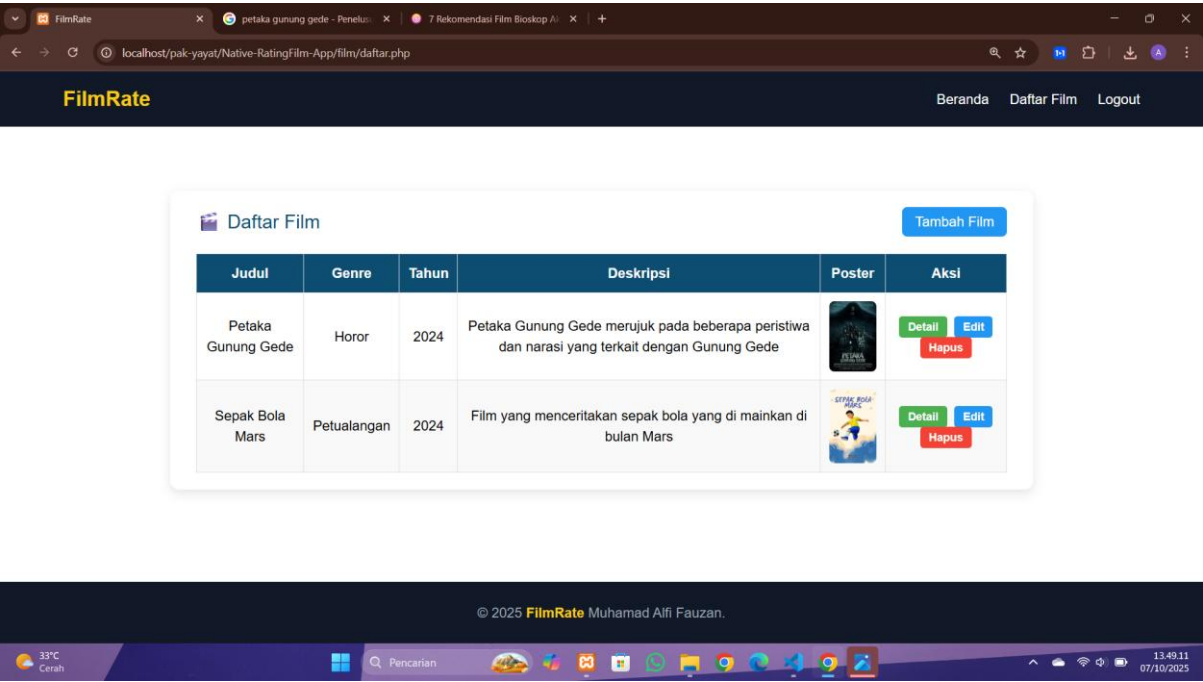 FilmRate
petaka gunung gede - Penelus
7 Rekomendasi Film Bioskop
localhost/pak-yayat/Native-RatingFilm-App/film/daftar.php
FilmRate
Beranda Daftar Film Logout
Daftar Film
Tambah Film
Judul Genre Tahun Deskripsi Poster Aksi
Petaka
Gunung Gede
Horor
2024
Petaka Gunung Gede merujuk pada beberapa peristiwa
dan narasi yang terkait dengan Gunung Gede
PETAKA
Detail Edit
Hapus
Sepak Bola
Mars
Petualangan
2024
Film yang menceritakan sepak bola yang di mainkan di
bulan Mars
SEPAK BOLA
MARS
Detail Edit
Hapus
© 2025 FilmRate Muhamad Alfi Fauzan.
33°C
Cerah
Pencarian
13.49.11
07/10/2025